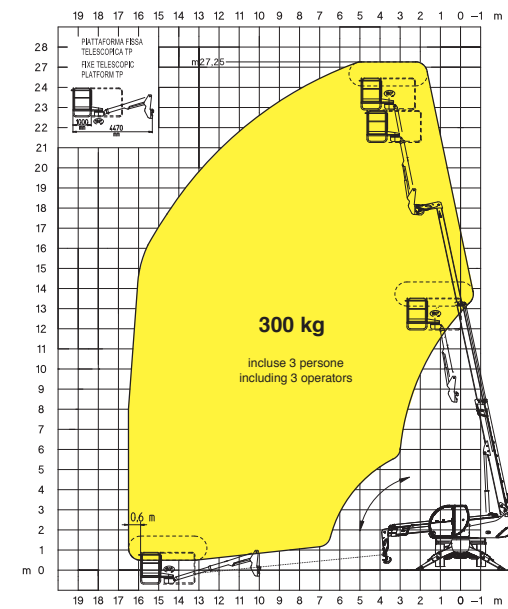 19 18 17 16 15 14 13 12 11 10 9 8 7 6 5 4 3 2 1 0 –1 m
28
27
24
23
22
21
20
19
18
17
16
15
14
13
12
11
10
9
8
7
6
5
4
3
2
1
m 0
PIATTAFORMA FISSA
TELESCOPICA TP
FIXE TELESCOPIC
PLATFORM TP
1000
mm
4470
mm
m27,25
300 kg
incluse 3 persone
including 3 operators
0,6 m
19 18 17 16 15 14 13 12 11 10 9 8 7 6 5 4 3 2 1 0 –1 m